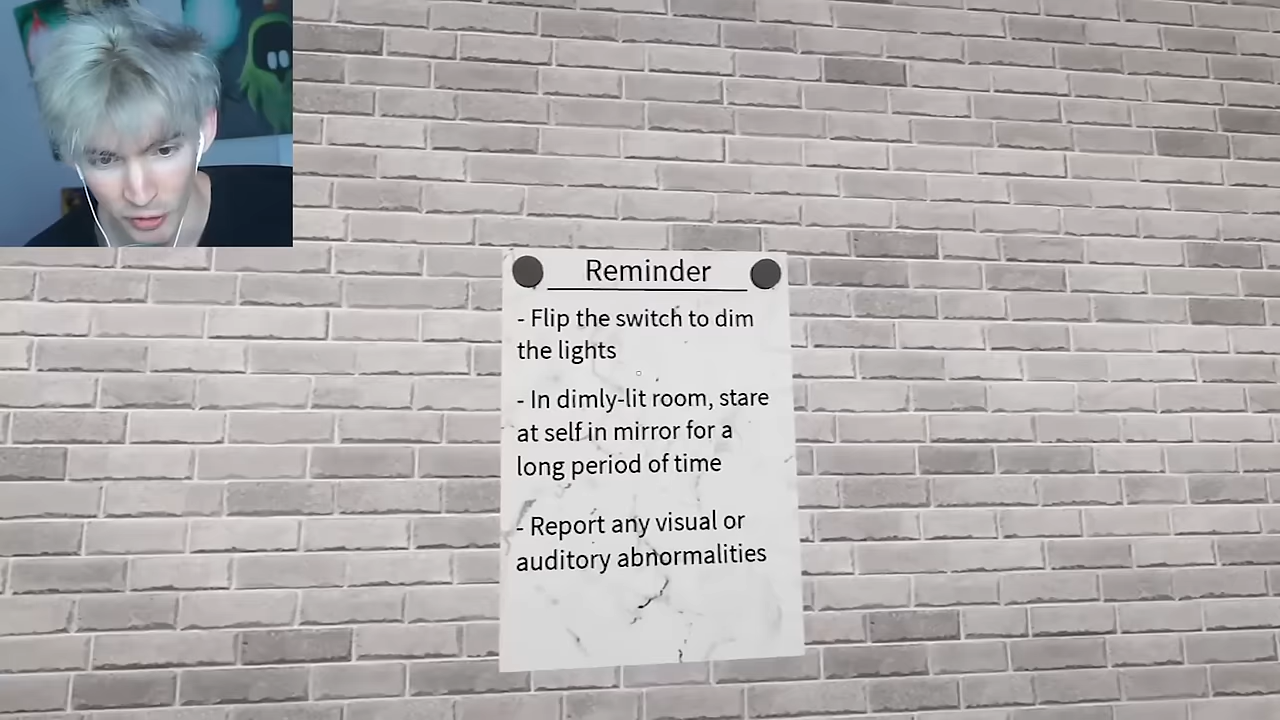 Reminder
- Flip the switch to dim
the lights
- In dimly-lit room, stare
at self in mirror for a
long period of time
- Report any visual or
auditory abnormalities